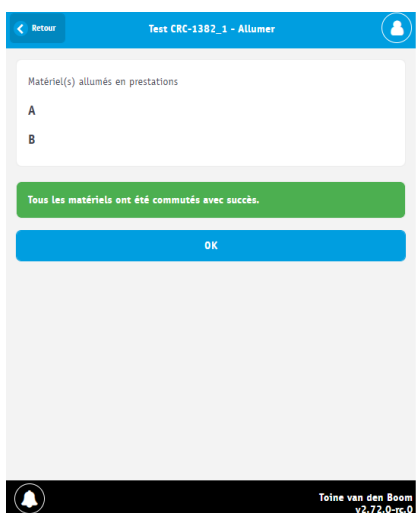 Retour
Test CRC-1382_1 - Allumer
Matériel(s) allumés en prestations
A
B
Tous les matériels ont été commutés avec succès.
OK
Toine van den Boom
v2.72.0-rc.0